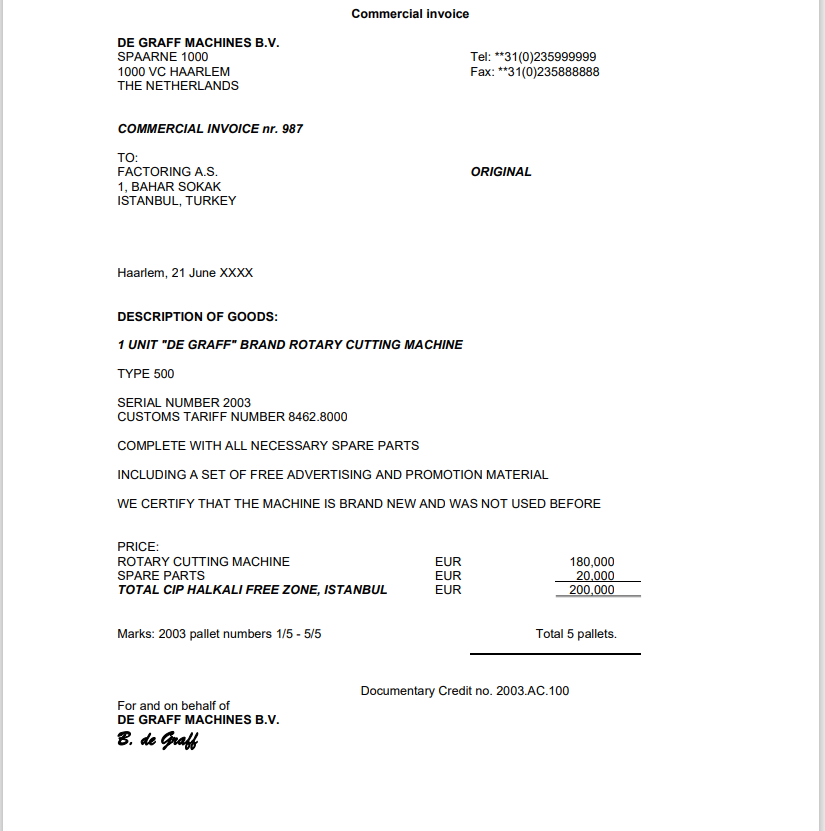 Commercial invoice
DE GRAFF MACHINES B.V.
SPAARNE 1000 Tel: **31(0)235999999
1000 VC HAARLEM Fax: **31(0)235888888
THE NETHERLANDS
COMMERCIAL INVOICE nr. 987
TO:
FACTORING A.S. ORIGINAL
1, BAHAR SOKAK
ISTANBUL, TURKEY
Haarlem, 21 June XXXX
DESCRIPTION OF GOODS:
1 UNIT "DE GRAFF" BRAND ROTARY CUTTING MACHINE
TYPE 500
SERIAL NUMBER 2003
CUSTOMS TARIFF NUMBER 8462.8000
COMPLETE WITH ALL NECESSARY SPARE PARTS
INCLUDING A SET OF FREE ADVERTISING AND PROMOTION MATERIAL
WE CERTIFY THAT THE MACHINE IS BRAND NEW AND WAS NOT USED BEFORE
PRICE:
ROTARY CUTTING MACHINE EUR 180,000
SPARE PARTS EUR 20,000
TOTAL CIP HALKALI FREE ZONE, ISTANBUL EUR 200,000
Marks: 2003 pallet numbers 1/5 - 5/5 Total 5 pallets.
Documentary Credit no. 2003.AC.100
For and on behalf of
DE GRAFF MACHINES B.V.
B. de Graff